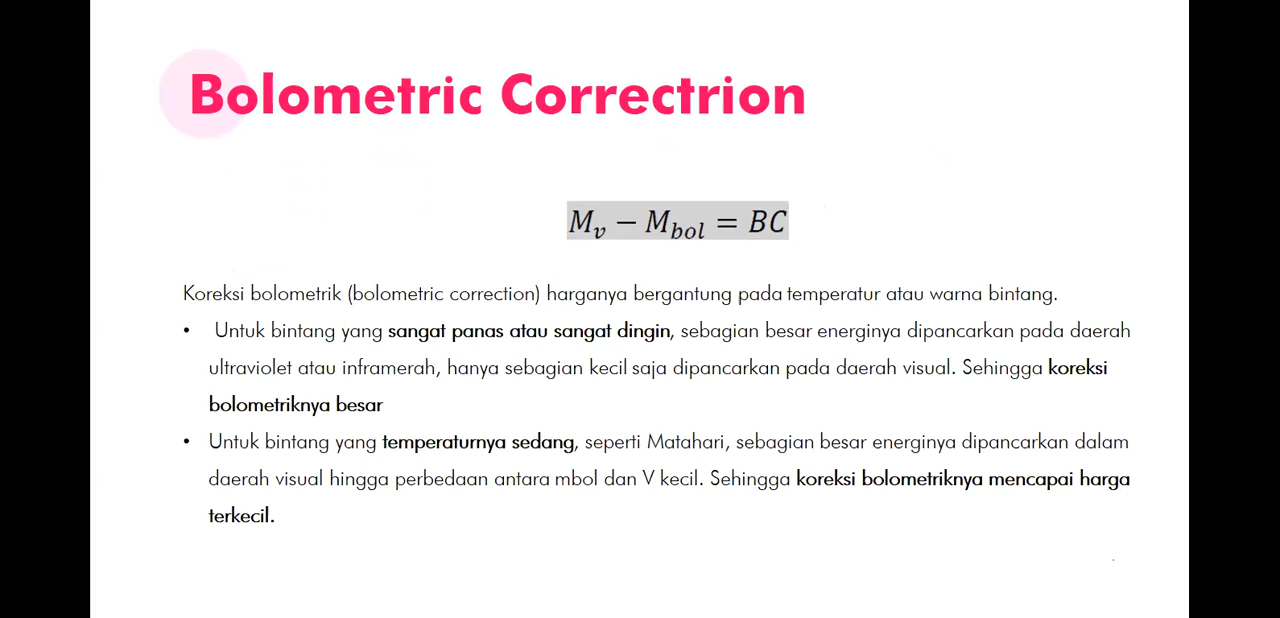 Bolometric Correctrion
M_v − M_bol = BC
Koreksi bolometrik (bolometric correction) harganya bergantung pada temperatur atau warna bintang.
• Untuk bintang yang sangat panas atau sangat dingin, sebagian besar energinya dipancarkan pada daerah
ultraviolet atau inframerah, hanya sebagian kecil saja dipancarkan pada daerah visual. Sehingga koreksi
bolometriknya besar
• Untuk bintang yang temperaturnya sedang, seperti Matahari, sebagian besar energinya dipancarkan dalam
daerah visual hingga perbedaan antara mbol dan V kecil. Sehingga koreksi bolometriknya mencapai harga
terkecil.